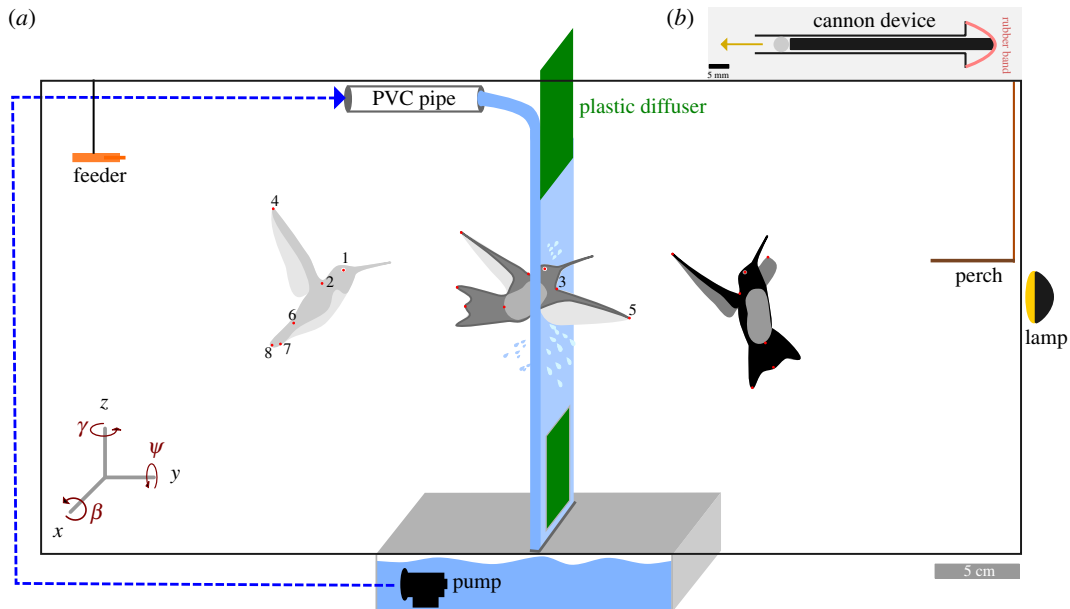 (a)
(b)
cannon device
rubber band
5 mm
PVC pipe
plastic diffuser
feeder
4
1
2
3
5
6
7
8
perch
lamp
z
γ
ψ
y
β
x
pump
5 cm